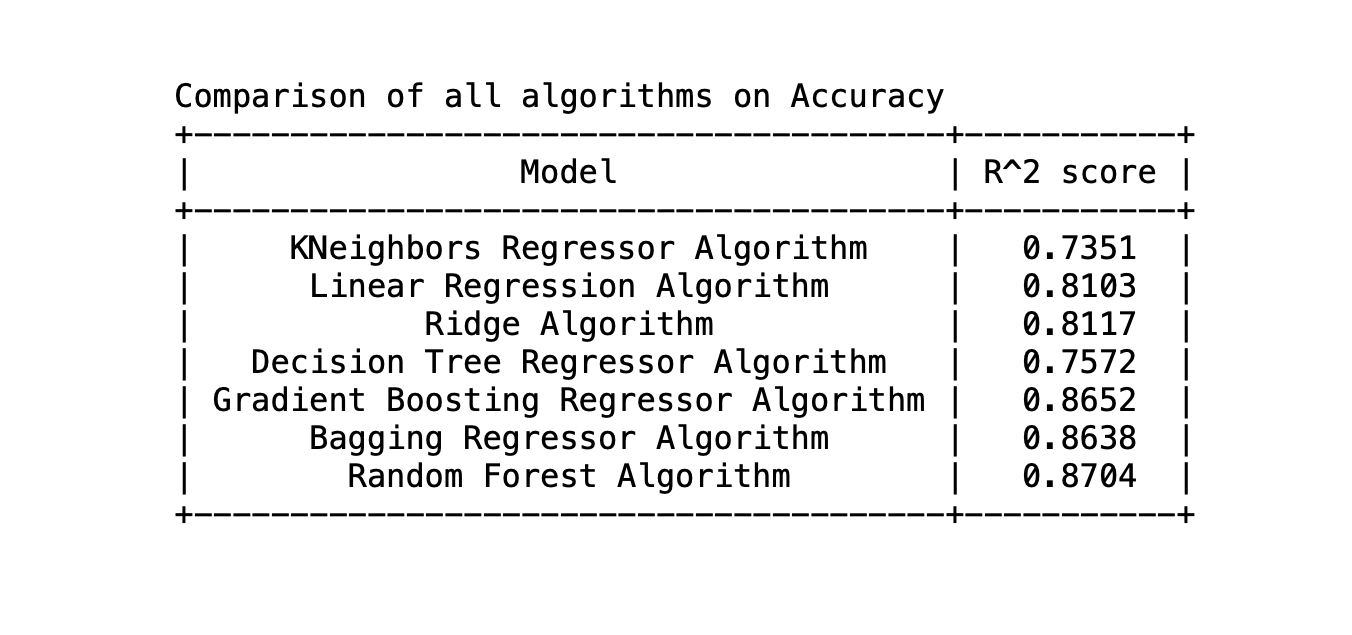 Comparison of all algorithms on Accuracy
+---------------------------------------+-----------+
|                 Model                 | R^2 score |
+---------------------------------------+-----------+
|     KNeighbors Regressor Algorithm    |   0.7351  |
|      Linear Regression Algorithm      |   0.8103  |
|            Ridge Algorithm            |   0.8117  |
|   Decision Tree Regressor Algorithm   |   0.7572  |
| Gradient Boosting Regressor Algorithm |   0.8652  |
|      Bagging Regressor Algorithm      |   0.8638  |
|        Random Forest Algorithm        |   0.8704  |
+---------------------------------------+-----------+